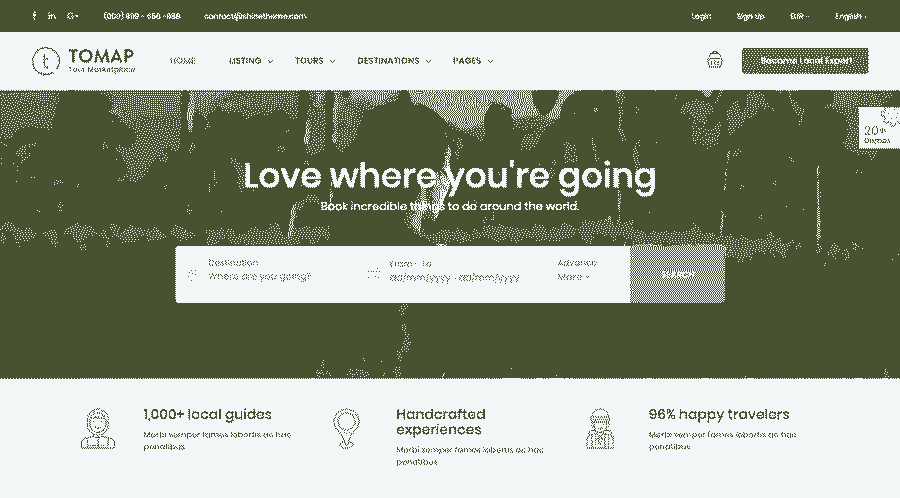 (000) 999 - 656 -888
contact@shinetheme.com
Login
Sign Up
EUR
English
TOMAP
Tour Marketplace
HOME
LISTING
TOURS
DESTINATIONS
PAGES
Become Local Expert
20+
Demos
Love where you're going
Book incredible things to do around the world.
Destination
Where are you going?
From - To
dd/mm/yyyy - dd/mm/yyyy
Advance
More
1,000+ local guides
Morbi semper fames lobortis ac hac
penatibus
Handcrafted
experiences
Morbi semper fames lobortis ac hac
penatibus
96% happy travelers
Morbi semper fames lobortis ac hac
penatibus